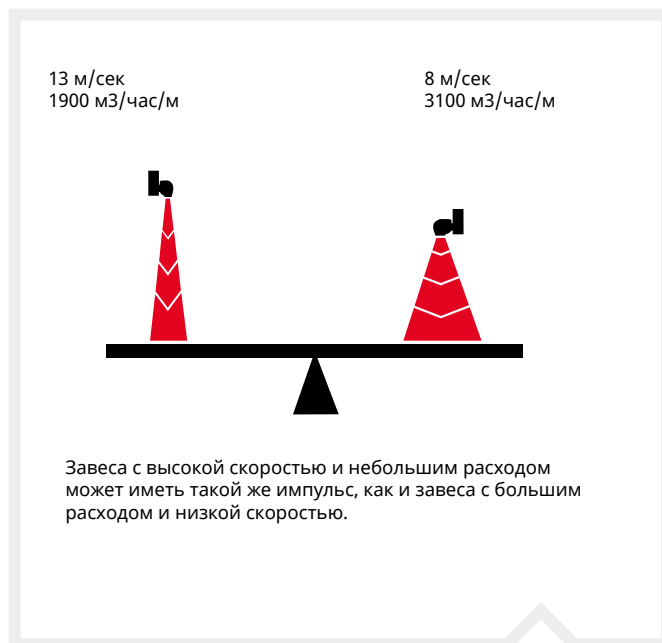 13 м/сек
1900 м3/час/м
8 м/сек
3100 м3/час/м
Завеса с высокой скоростью и небольшим расходом
может иметь такой же импульс, как и завеса с большим
расходом и низкой скоростью.